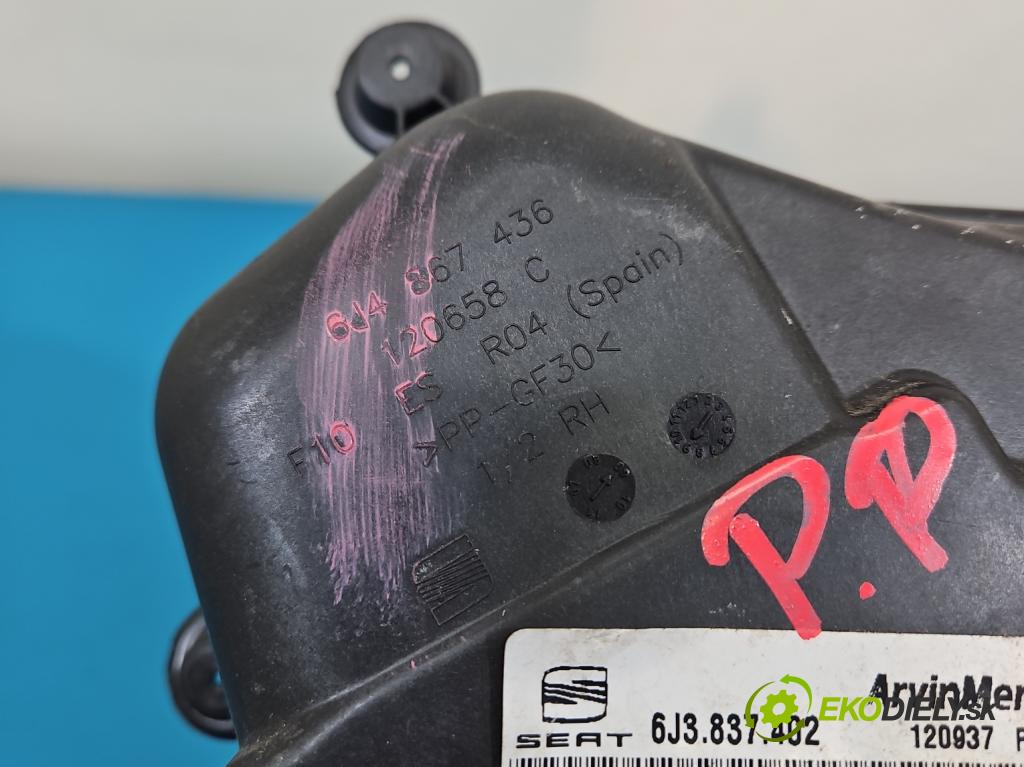 6J4 867 436
120658 C
ES R04 (Spain)
F10 >PP-GF30<
1, 2 RH
P.P
SEAT
6J3.837.402
120937
EKODIELY.SK